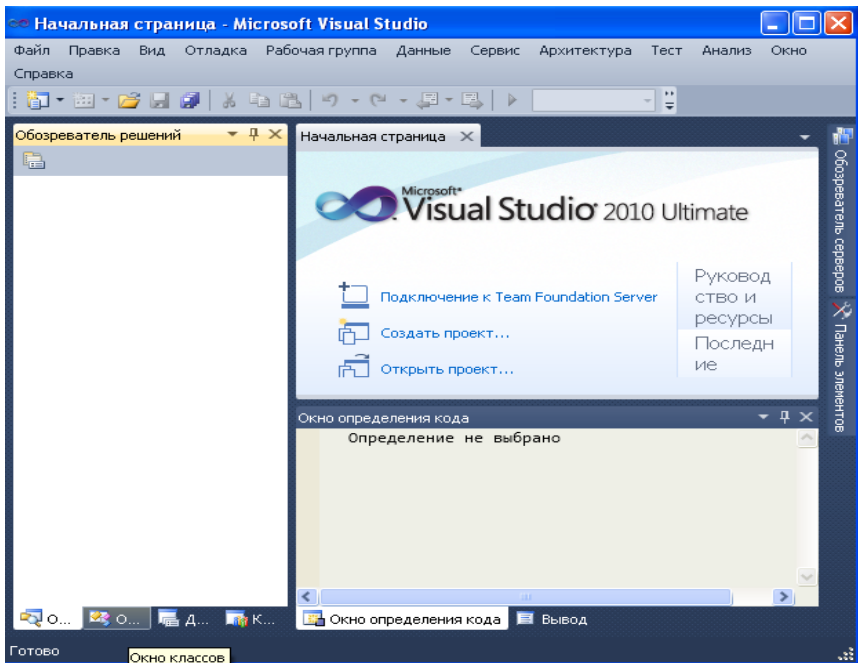 Начальная страница - Microsoft Visual Studio
Файл Правка Вид Отладка Рабочая группа Данные Сервис Архитектура Тест Анализ Окно
Справка
Обозреватель решений
Начальная страница
Microsoft
Visual Studio 2010 Ultimate
Подключение к Team Foundation Server
Создать проект...
Открыть проект...
Руковод
ство и
ресурсы
Последн
ие
Окно определения кода
Определение не выбрано
О... О... Д... К...
Окно определения кода Вывод
Готово
Окно классов
Обозреватель серверов
Панель элементов